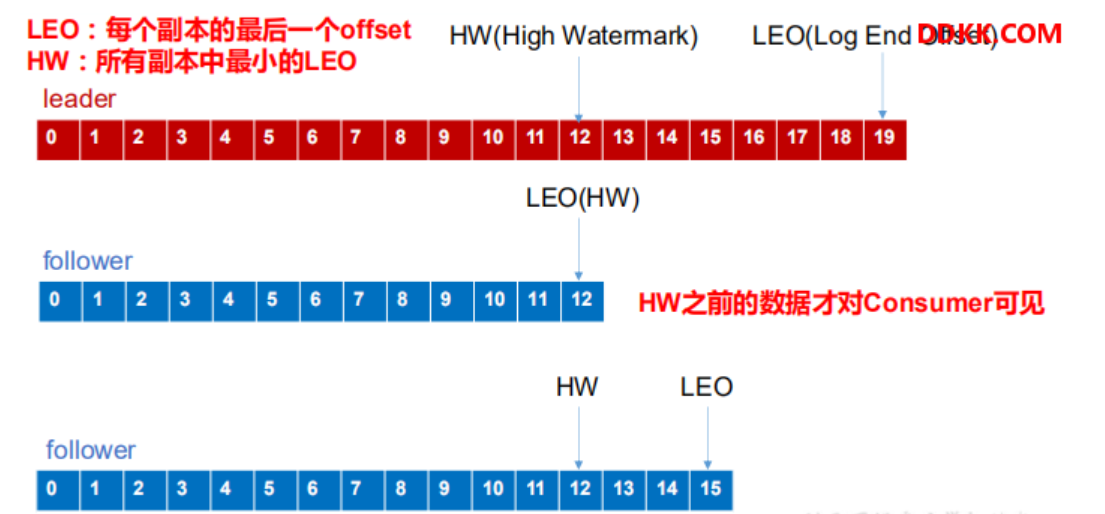 LEO：每个副本的最后一个offset
HW：所有副本中最小的LEO
HW(High Watermark)
LEO(Log End Offset)
DDKK.COM
leader
0 1 2 3 4 5 6 7 8 9 10 11 12 13 14 15 16 17 18 19
LEO(HW)
follower
0 1 2 3 4 5 6 7 8 9 10 11 12
HW之前的数据才对Consumer可见
HW
LEO
follower
0 1 2 3 4 5 6 7 8 9 10 11 12 13 14 15